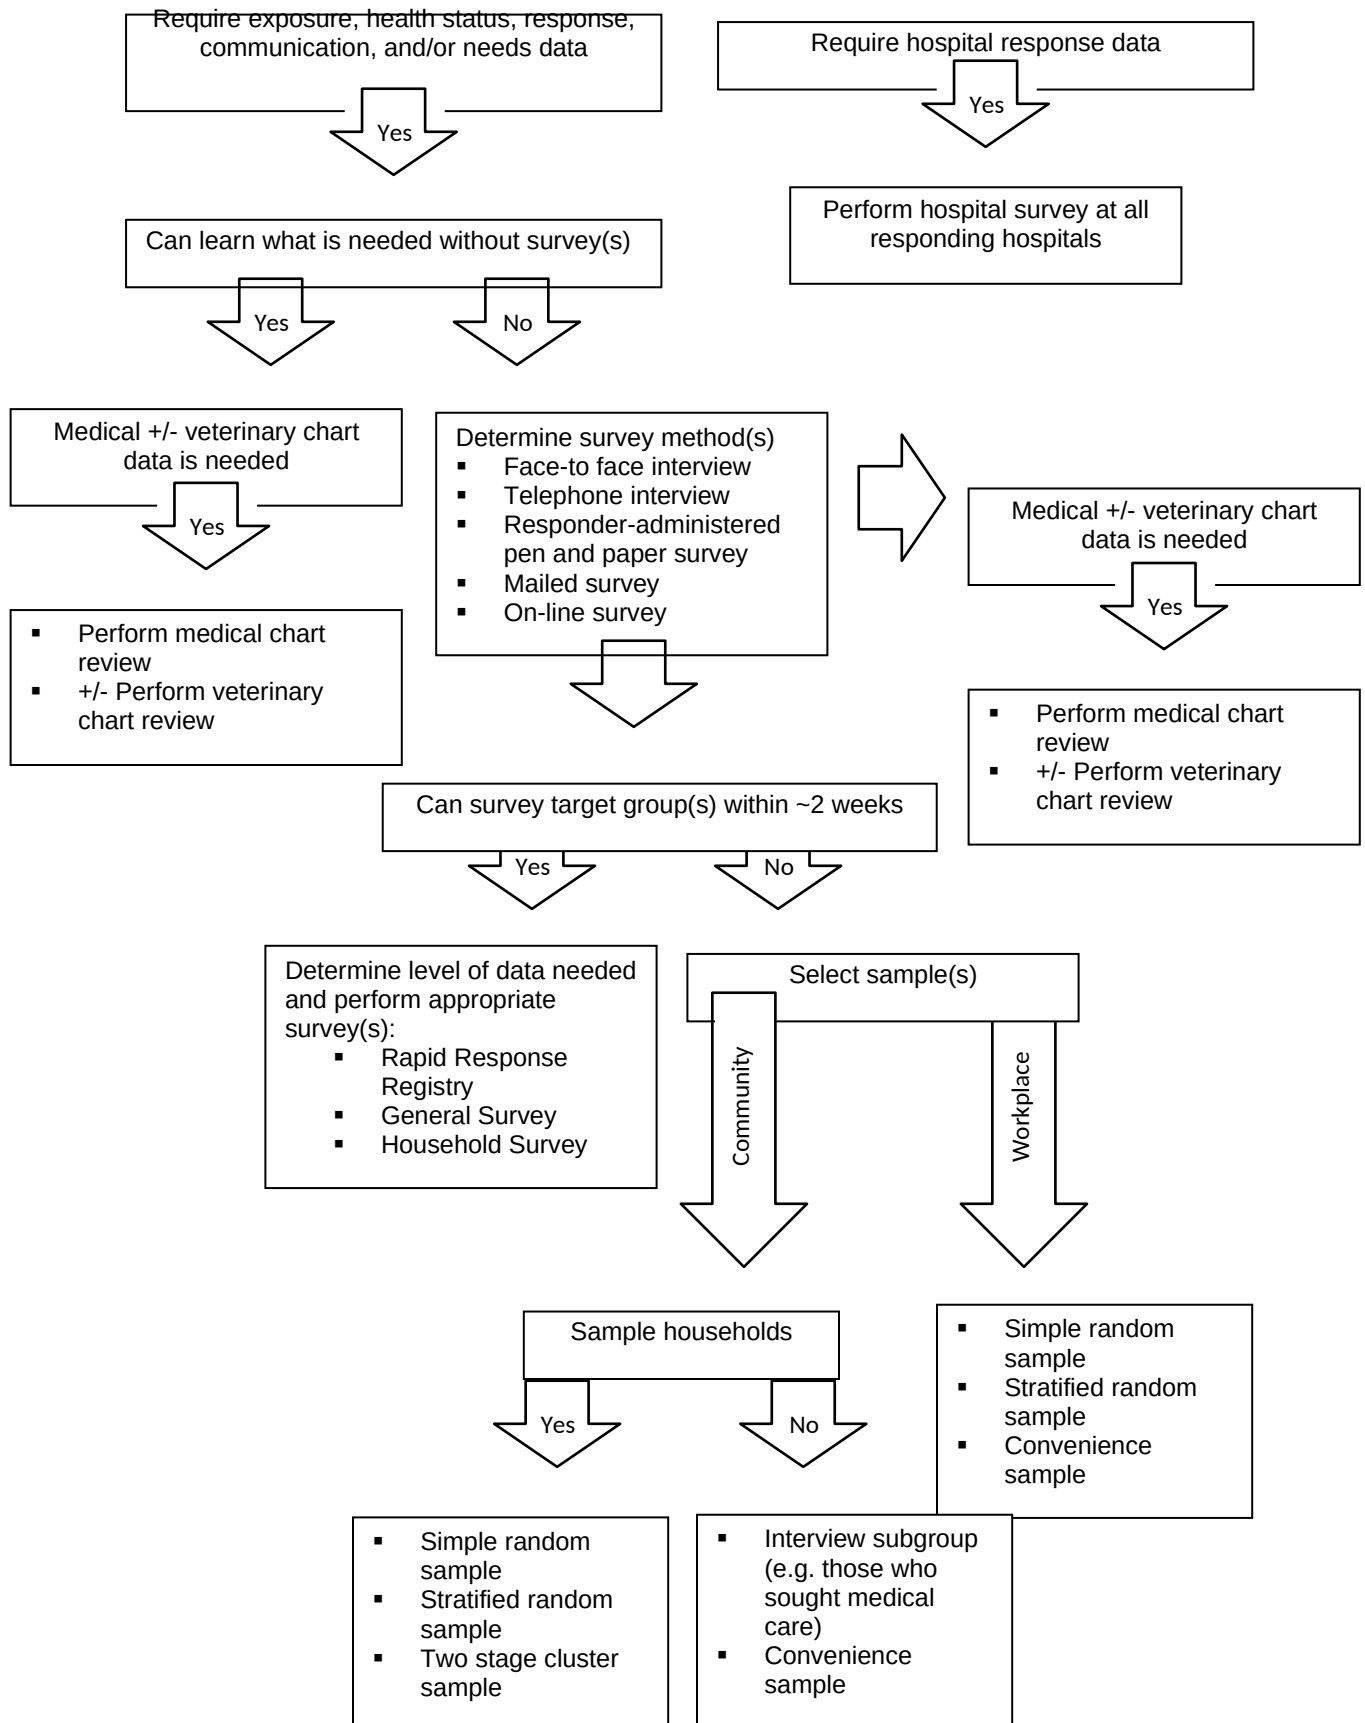 Require exposure, health status, response,
communication, and/or needs data
Yes
Require hospital response data
Yes
Perform hospital survey at all
responding hospitals
Can learn what is needed without survey(s)
Yes
No
Medical +/- veterinary chart
data is needed
Yes
▪ Perform medical chart
review
▪ +/- Perform veterinary
chart review
Determine survey method(s)
▪ Face-to face interview
▪ Telephone interview
▪ Responder-administered
pen and paper survey
▪ Mailed survey
▪ On-line survey
Medical +/- veterinary chart
data is needed
Yes
▪ Perform medical chart
review
▪ +/- Perform veterinary
chart review
Can survey target group(s) within ~2 weeks
Yes
No
Determine level of data needed
and perform appropriate
survey(s):
▪ Rapid Response
Registry
▪ General Survey
▪ Household Survey
Select sample(s)
Community
Workplace
Sample households
Yes
No
▪ Simple random
sample
▪ Stratified random
sample
▪ Convenience
sample
▪ Simple random
sample
▪ Stratified random
sample
▪ Two stage cluster
sample
▪ Interview subgroup
(e.g. those who
sought medical
care)
▪ Convenience
sample